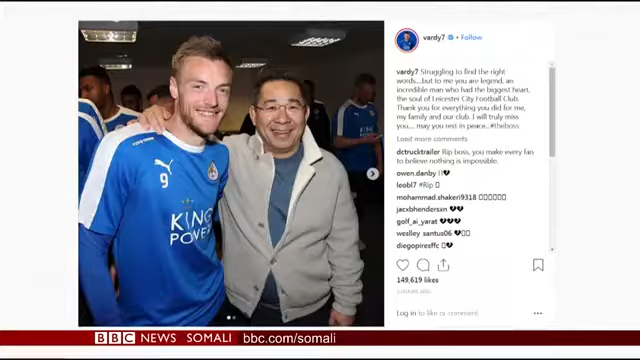 vardy7 Follow
vardy7 Struggling to find the right
words....but to me you are legend, an
incredible man who had the biggest heart,
the soul of Leicester City Football Club.
Thank you for everything you did for me,
my family and our club. I will truly miss
you.... may you rest in peace.. #theboss
Load more comments
dctrucktrailer Rip boss, you make every fan
to believe nothing is impossible.
owen.danby
leobl7 #Rip
mohammad.shakeri9318
jacxbhendersxn
golf_ai_yarat
weslley_santus06
diegopiresffc
149,619 likes
Log in to like or comment.
9
KING
POWER
BBC NEWS SOMALI bbc.com/somali